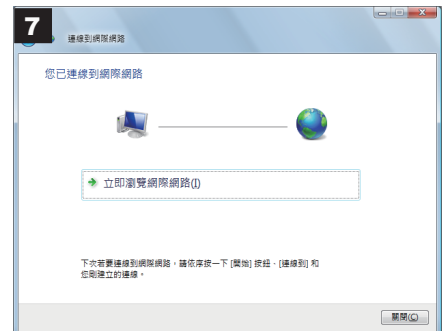 7
連線到網際網路
您已連線到網際網路
立即瀏覽網際網路(I)
下次若要連線到網際網路，請依序按一下 [開始] 按鈕、[連線到] 和
您剛建立的連線。
關閉(C)